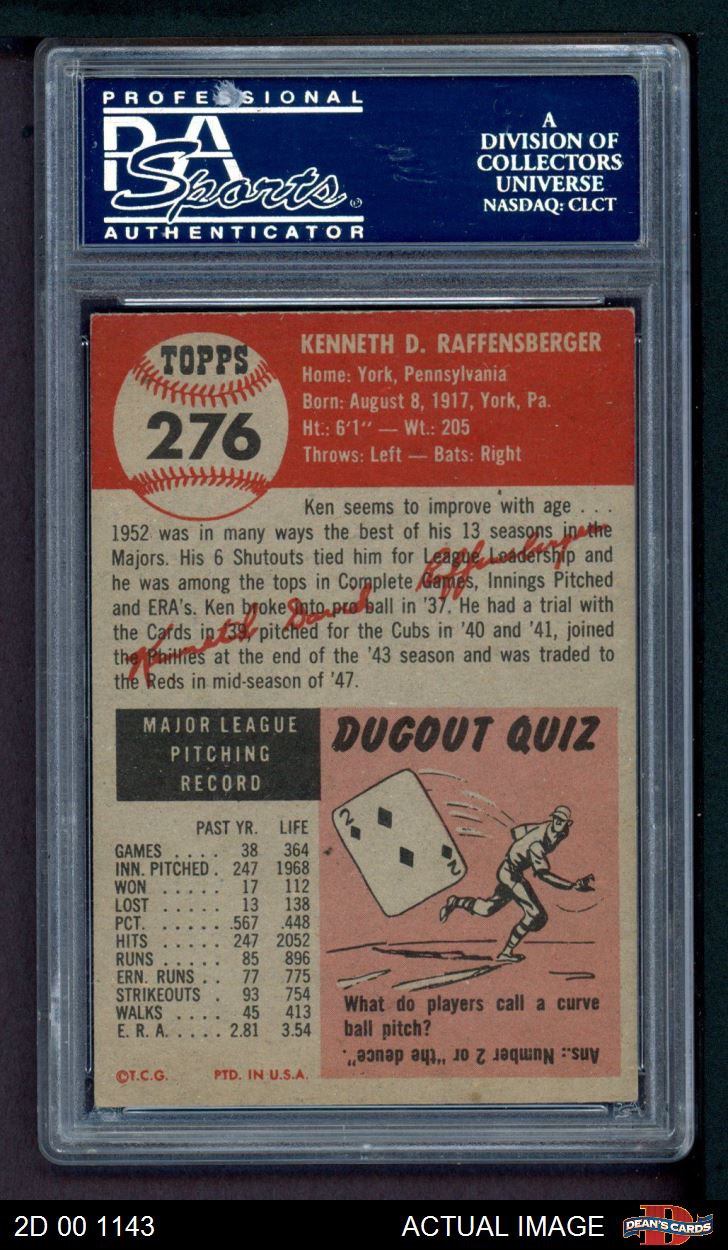 PROFESSIONAL
PSA
Sports®
AUTHENTICATOR
A
DIVISION OF
COLLECTORS
UNIVERSE
NASDAQ: CLCT
TOPPS
276
KENNETH D. RAFFENSBERGER
Home: York, Pennsylvania
Born: August 8, 1917, York, Pa.
Ht.: 6'1" — Wt.: 205
Throws: Left — Bats: Right
Ken seems to improve with age . . .
1952 was in many ways the best of his 13 seasons in the
Majors. His 6 Shutouts tied him for League Leadership and
he was among the tops in Complete Games, Innings Pitched
and ERA's. Ken broke into pro ball in '37. He had a trial with
the Cards in '39, pitched for the Cubs in '40 and '41, joined
the Phillies at the end of the '43 season and was traded to
the Reds in mid-season of '47.
Kenneth David Raffensberger
MAJOR LEAGUE
PITCHING
RECORD
PAST YR. LIFE
GAMES . . . . 38 364
INN. PITCHED . 247 1968
WON . . . . . 17 112
LOST . . . . . 13 138
PCT. . . . . . .567 .448
HITS . . . . . 247 2052
RUNS . . . . . 85 896
ERN. RUNS . . 77 775
STRIKEOUTS . 93 754
WALKS . . . . 45 413
E. R. A. . . . . 2.81 3.54
©T.C.G. PTD. IN U.S.A.
DUGOUT QUIZ
2
2
What do players call a curve
ball pitch?
Ans.: Number 2 or "the deuce".
2D 00 1143
ACTUAL IMAGE
D
DEAN'S CARDS